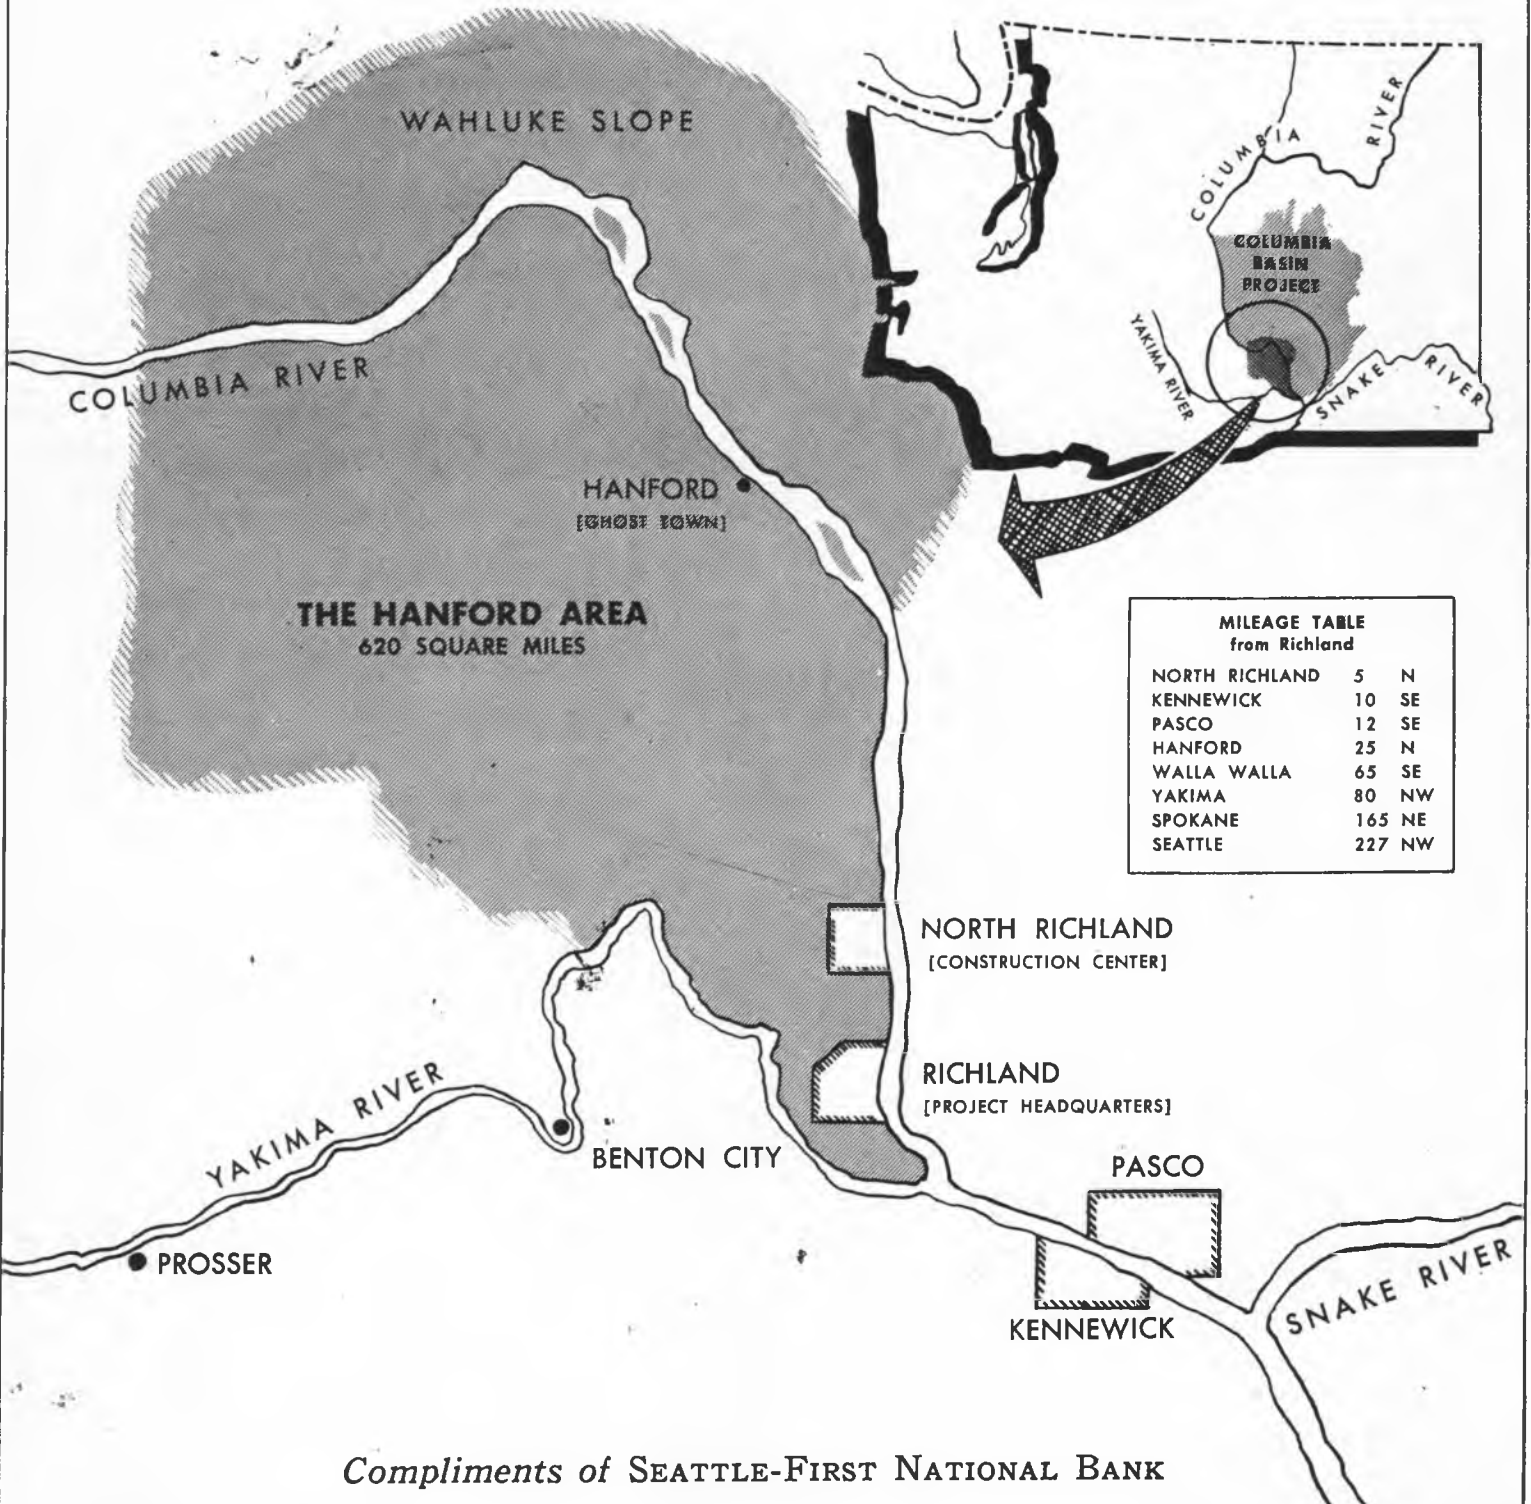 WAHLUKE SLOPE
COLUMBIA RIVER
COLUMBIA
BASIN
PROJECT
YAKIMA RIVER
SNAKE RIVER
COLUMBIA RIVER
HANFORD
[GHOST TOWN]
THE HANFORD AREA
620 SQUARE MILES
MILEAGE TABLE
from Richland
NORTH RICHLAND 5 N
KENNEWICK 10 SE
PASCO 12 SE
HANFORD 25 N
WALLA WALLA 65 SE
YAKIMA 80 NW
SPOKANE 165 NE
SEATTLE 227 NW
NORTH RICHLAND
[CONSTRUCTION CENTER]
RICHLAND
[PROJECT HEADQUARTERS]
YAKIMA RIVER
BENTON CITY
PASCO
PROSSER
KENNEWICK
SNAKE RIVER
Compliments of SEATTLE-FIRST NATIONAL BANK